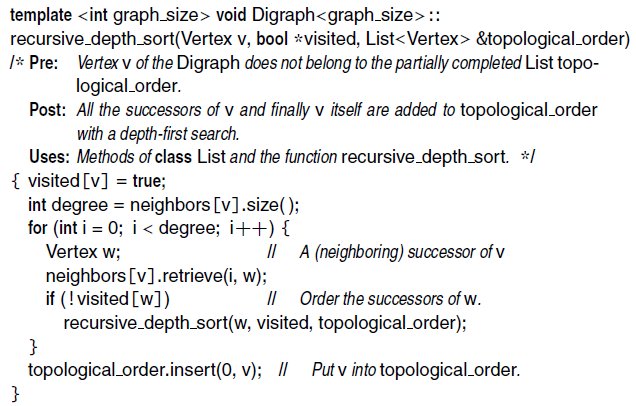 template <int graph_size> void Digraph<graph_size> ::
recursive_depth_sort(Vertex v, bool *visited, List<Vertex> &topological_order)
/* Pre: Vertex v of the Digraph does not belong to the partially completed List topo-
logical_order.
Post: All the successors of v and finally v itself are added to topological_order
with a depth-first search.
Uses: Methods of class List and the function recursive_depth_sort. */
{ visited[v] = true;
int degree = neighbors[v].size( );
for (int i = 0; i < degree; i++) {
Vertex w; // A (neighboring) successor of v
neighbors[v].retrieve(i, w);
if (!visited[w]) // Order the successors of w.
recursive_depth_sort(w, visited, topological_order);
}
topological_order.insert(0, v); // Put v into topological_order.
}